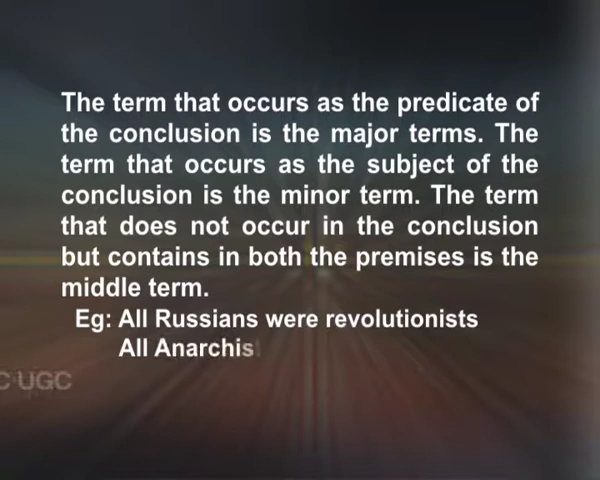 The term that occurs as the predicate of
the conclusion is the major terms. The
term that occurs as the subject of the
conclusion is the minor term. The term
that does not occur in the conclusion
but contains in both the premises is the
middle term.
Eg: All Russians were revolutionists
All Anarchis
C UGC